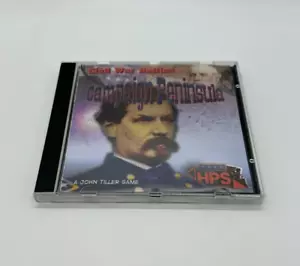 Civil War Battles
campaign Peninsula
HPS
A JOHN TILLER GAME